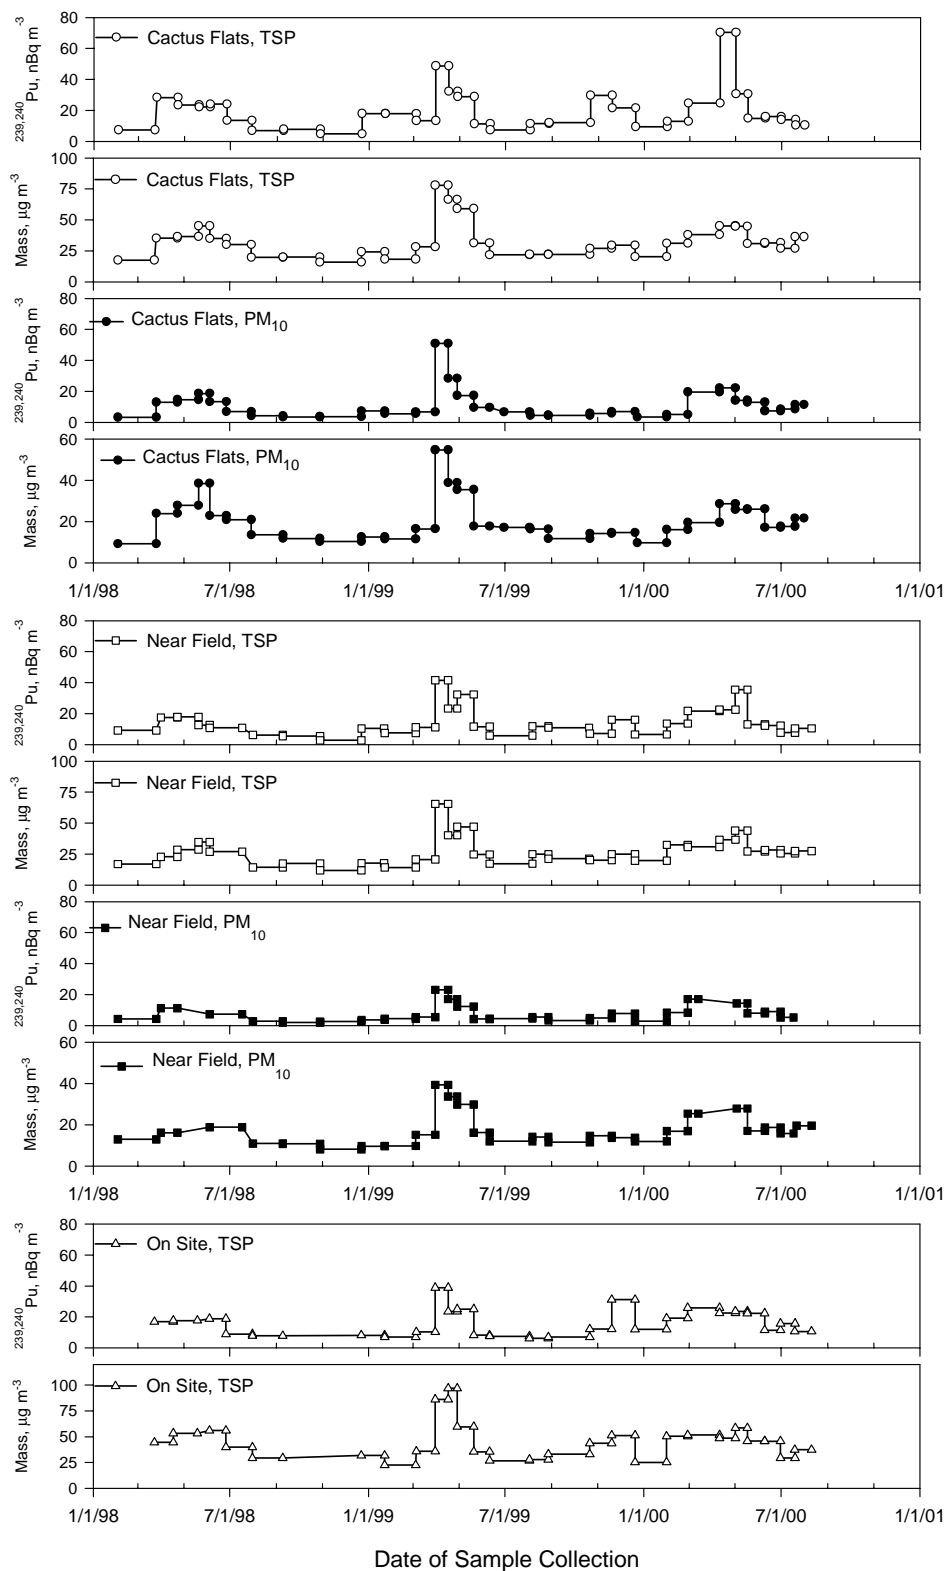 239,240Pu, nBq m-3
80
60
40
20
0
Cactus Flats, TSP
Mass, µg m-3
100
75
50
25
0
Cactus Flats, TSP
239,240Pu, nBq m-3
80
60
40
20
0
Cactus Flats, PM10
Mass, µg m-3
60
40
20
0
Cactus Flats, PM10
1/1/98 7/1/98 1/1/99 7/1/99 1/1/00 7/1/00 1/1/01
239,240Pu, nBq m-3
80
60
40
20
0
Near Field, TSP
Mass, µg m-3
100
75
50
25
0
Near Field, TSP
239,240Pu, nBq m-3
80
60
40
20
0
Near Field, PM10
Mass, µg m-3
60
40
20
0
Near Field, PM10
1/1/98 7/1/98 1/1/99 7/1/99 1/1/00 7/1/00 1/1/01
239,240Pu, nBq m-3
80
60
40
20
0
On Site, TSP
Mass, µg m-3
100
75
50
25
0
On Site, TSP
1/1/98 7/1/98 1/1/99 7/1/99 1/1/00 7/1/00 1/1/01
Date of Sample Collection